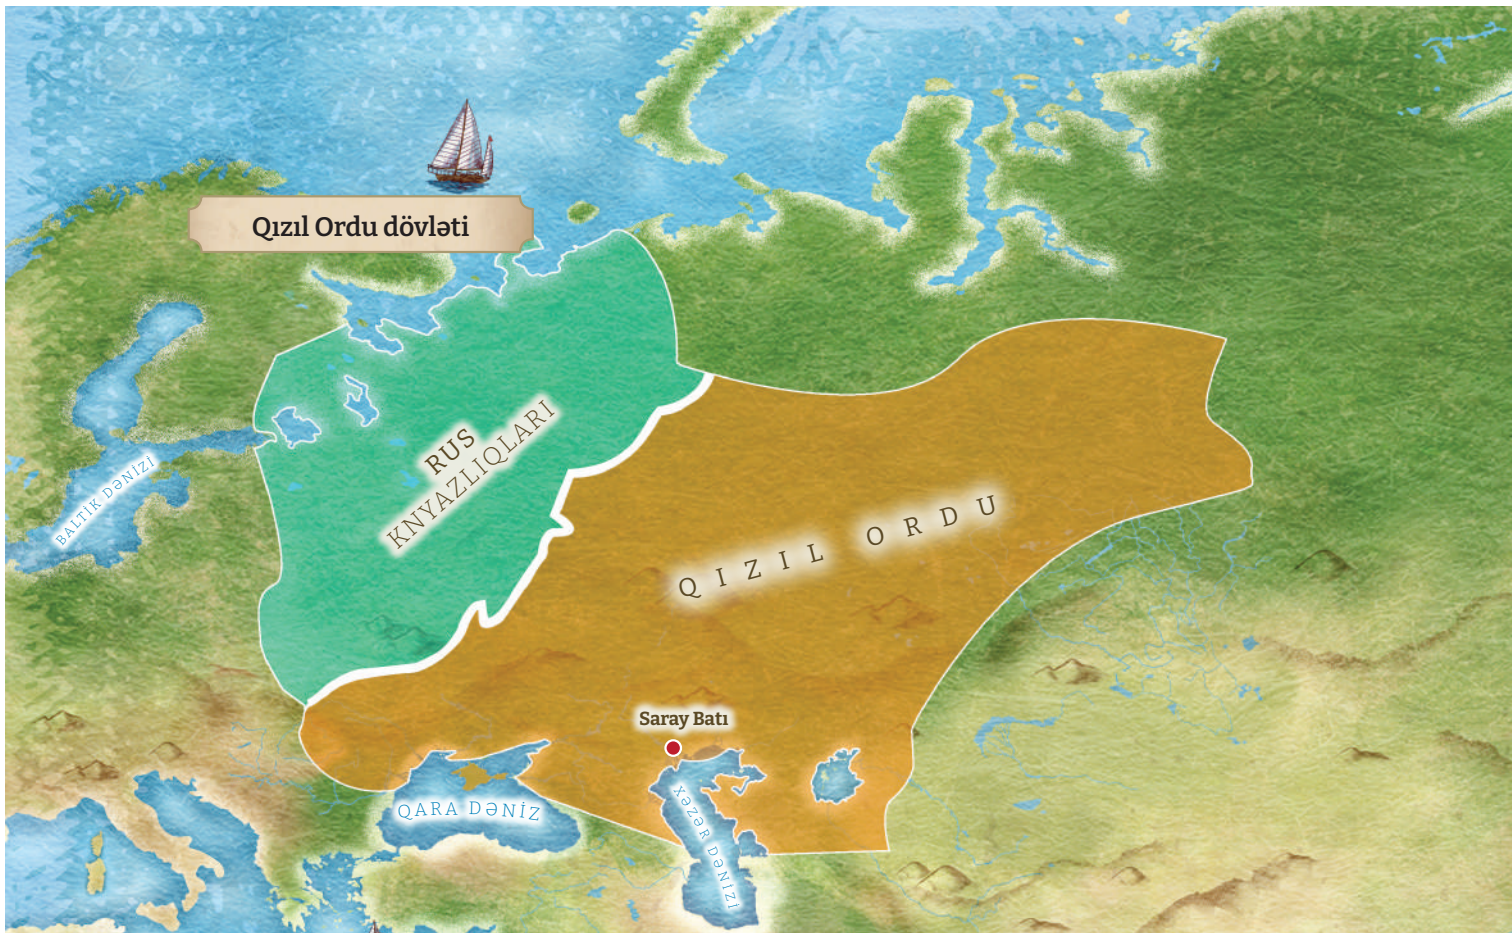 Qızıl Ordu dövləti
RUS
KNYAZLIQLARI
BALTİK DƏNİZİ
QIZIL ORDU
Saray Batı
QARA DƏNİZ
XƏZƏR DƏNİZİ